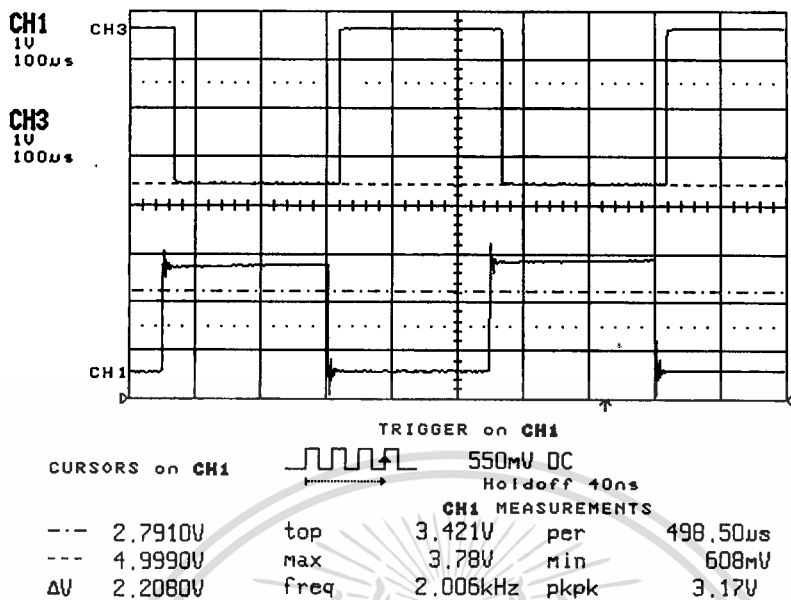 CH1
1V
100µs
CH3
CH3
1V
100µs
CH1
TRIGGER on CH1
CURSORS on CH1
550mV DC
Holdoff 40ns
CH1 MEASUREMENTS
2.7910V top 3.421V per 498.50µs
4.9990V max 3.78V min 608mV
ΔV 2.2080V freq 2.006kHz pkpk 3.17V